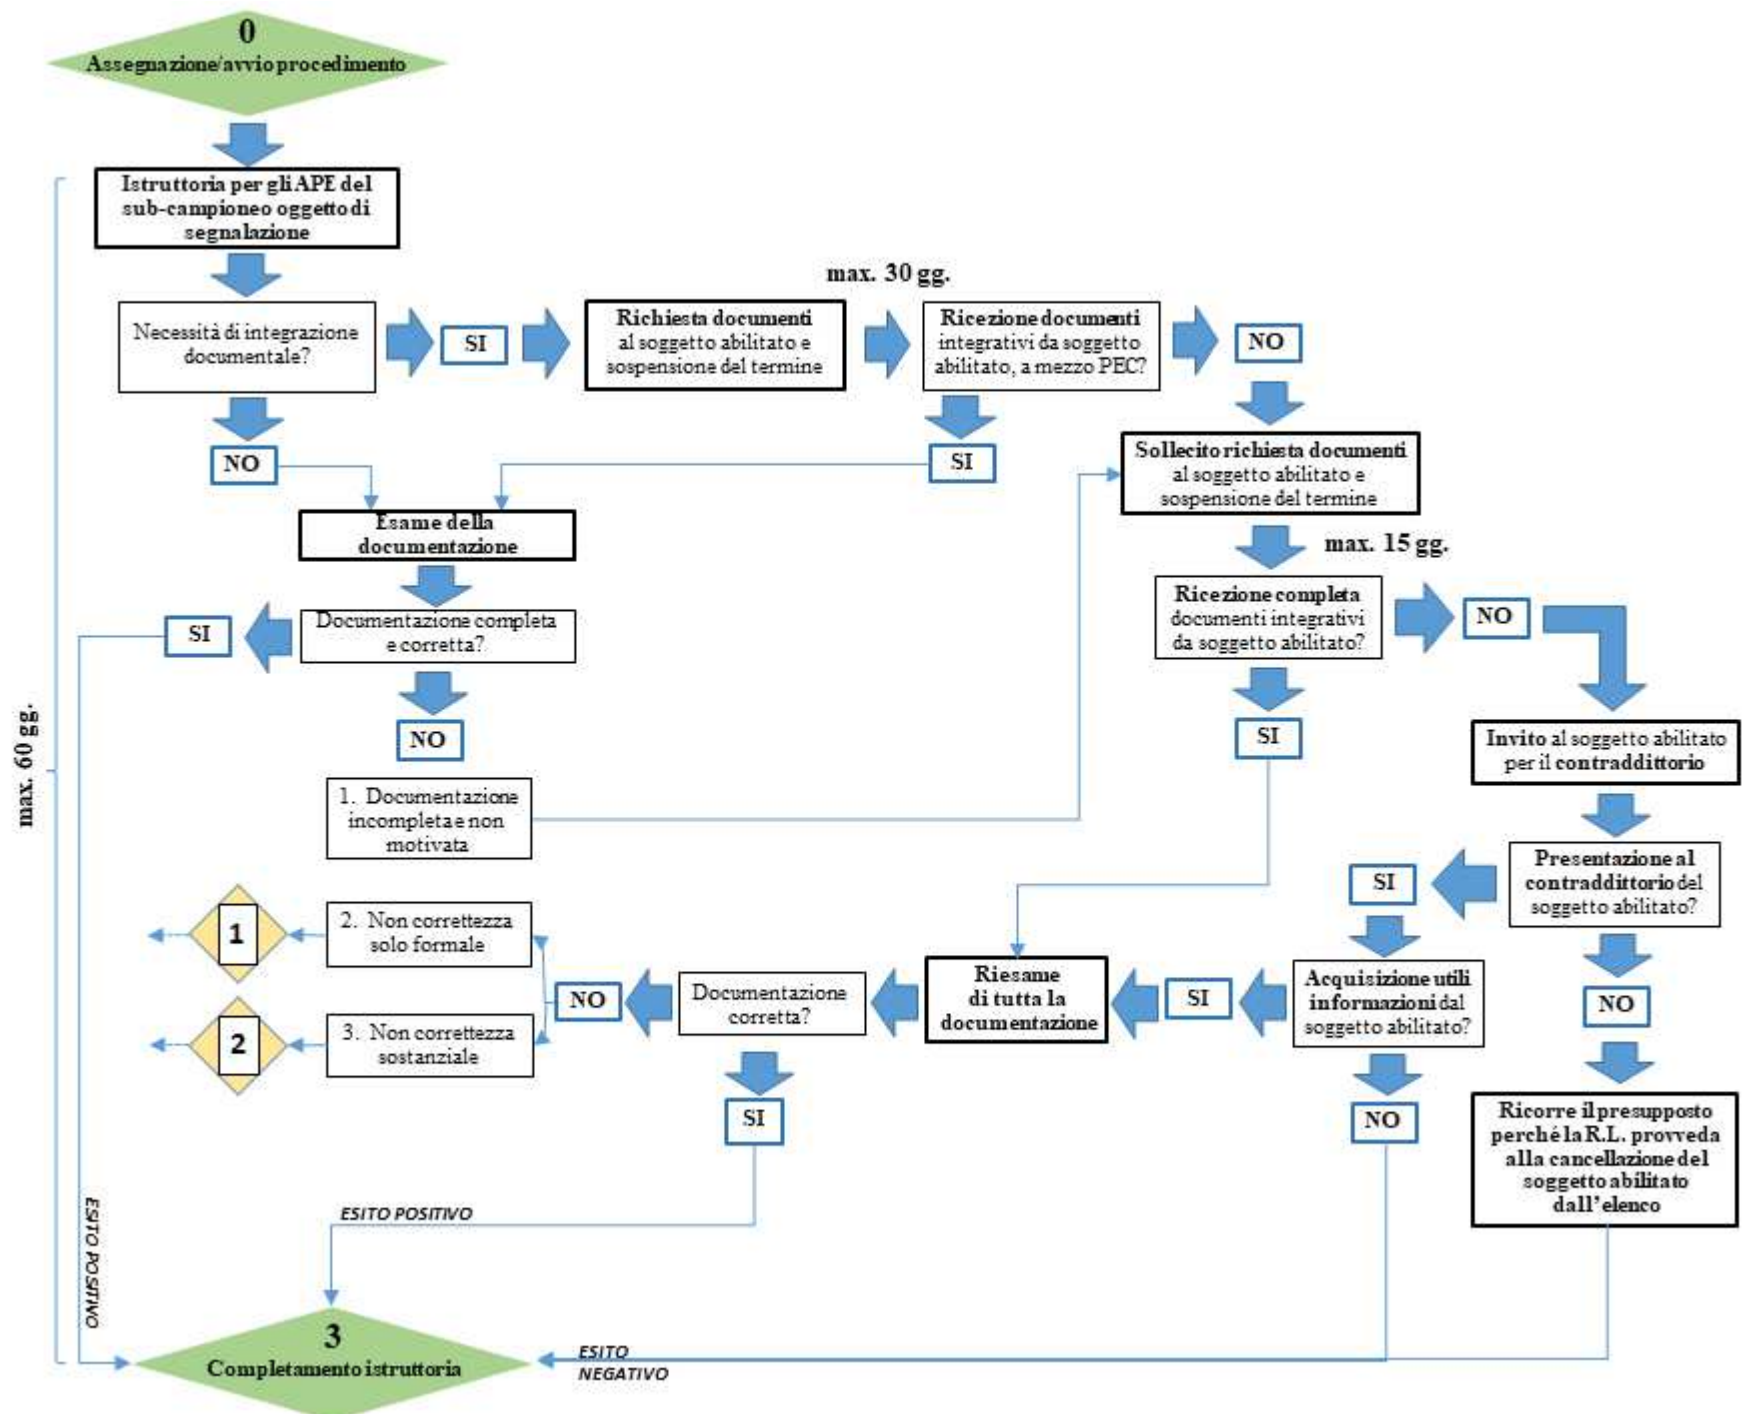 0
Assegnazione/avvio procedimento
Istruttoria per gli APE del
sub-campioneo oggetto di
segnalazione
max. 30 gg.
Necessità di integrazione
documentale?
SI
Richiesta documenti
al soggetto abilitato e
sospensione del termine
Ricezione documenti
integrativi da soggetto
abilitato, a mezzo PEC?
NO
NO
SI
Sollecito richiesta documenti
al soggetto abilitato e
sospensione del termine
Esame della
documentazione
max. 15 gg.
SI
Documentazione completa
e corretta?
Ricezione completa
documenti integrativi
da soggetto abilitato?
NO
NO
SI
max. 60 gg.
Invito al soggetto abilitato
per il contraddittorio
1. Documentazione
incompleta e non
motivata
SI
Presentazione al
contraddittorio del
soggetto abilitato?
1
2. Non correttezza
solo formale
NO
Documentazione
corretta?
Riesame
di tutta la
documentazione
SI
Acquisizione utili
informazioni dal
soggetto abilitato?
NO
2
3. Non correttezza
sostanziale
SI
NO
Ricorre il presupposto
perché la R.L. provveda
alla cancellazione del
soggetto abilitato
dall'elenco
ESITO POSITIVO
ESITO POSITIVO
3
Completamento istruttoria
ESITO
NEGATIVO